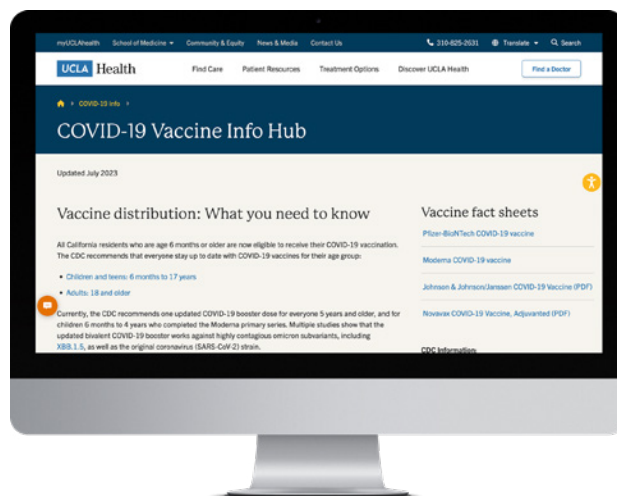 myUCLAhealth School of Medicine Community & Equity News & Media Contact Us 310-825-2631 Translate Search
UCLA Health Find Care Patient Resources Treatment Options Discover UCLA Health Find a Doctor
COVID-19 Info
COVID-19 Vaccine Info Hub
Updated July 2023
Vaccine distribution: What you need to know
All California residents who are age 6 months or older are now eligible to receive their COVID-19 vaccination.
The CDC recommends that everyone stay up to date with COVID-19 vaccines for their age group:
• Children and teens: 6 months to 17 years
• Adults: 18 and older
Currently, the CDC recommends one updated COVID-19 booster dose for everyone 5 years and older, and for
children 6 months to 4 years who completed the Moderna primary series. Multiple studies show that the
updated bivalent COVID-19 booster works against highly contagious omicron subvariants, including
XBB.1.5, as well as the original coronavirus (SARS-CoV-2) strain.
Vaccine fact sheets
Pfizer-BioNTech COVID-19 vaccine
Moderna COVID-19 vaccine
Johnson & Johnson/Janssen COVID-19 Vaccine (PDF)
Novavax COVID-19 Vaccine, Adjuvanted (PDF)
CDC Information: